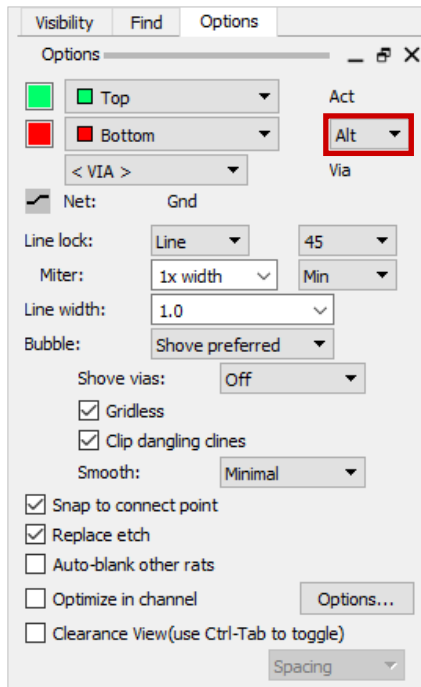 Visibility Find Options
Options
Top Act
Bottom Alt
< VIA > Via
Net: Gnd
Line lock: Line 45
Miter: 1x width Min
Line width: 1.0
Bubble: Shove preferred
Shove vias: Off
Gridless
Clip dangling clines
Smooth: Minimal
Snap to connect point
Replace etch
Auto-blank other rats
Optimize in channel Options...
Clearance View(use Ctrl-Tab to toggle)
Spacing